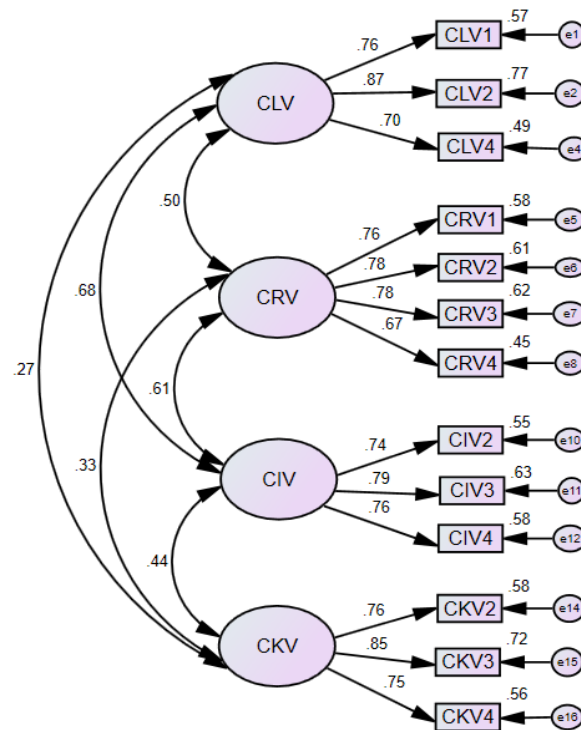 .57
CLV1 e1
.76
.77
.87 CLV2 e2
CLV
.70 .49
CLV4 e4
.50
.58
CRV1 e5
.76
.61
.78 CRV2 e6
CRV
.78 .62
CRV3 e7
.67
.45
CRV4 e8
.68
.27
.61
.33
.55
.74 CIV2 e10
.63
CIV .79 CIV3 e11
.76 .58
CIV4 e12
.44
.58
.76 CKV2 e14
.72
CKV .85 CKV3 e15
.75 .56
CKV4 e16